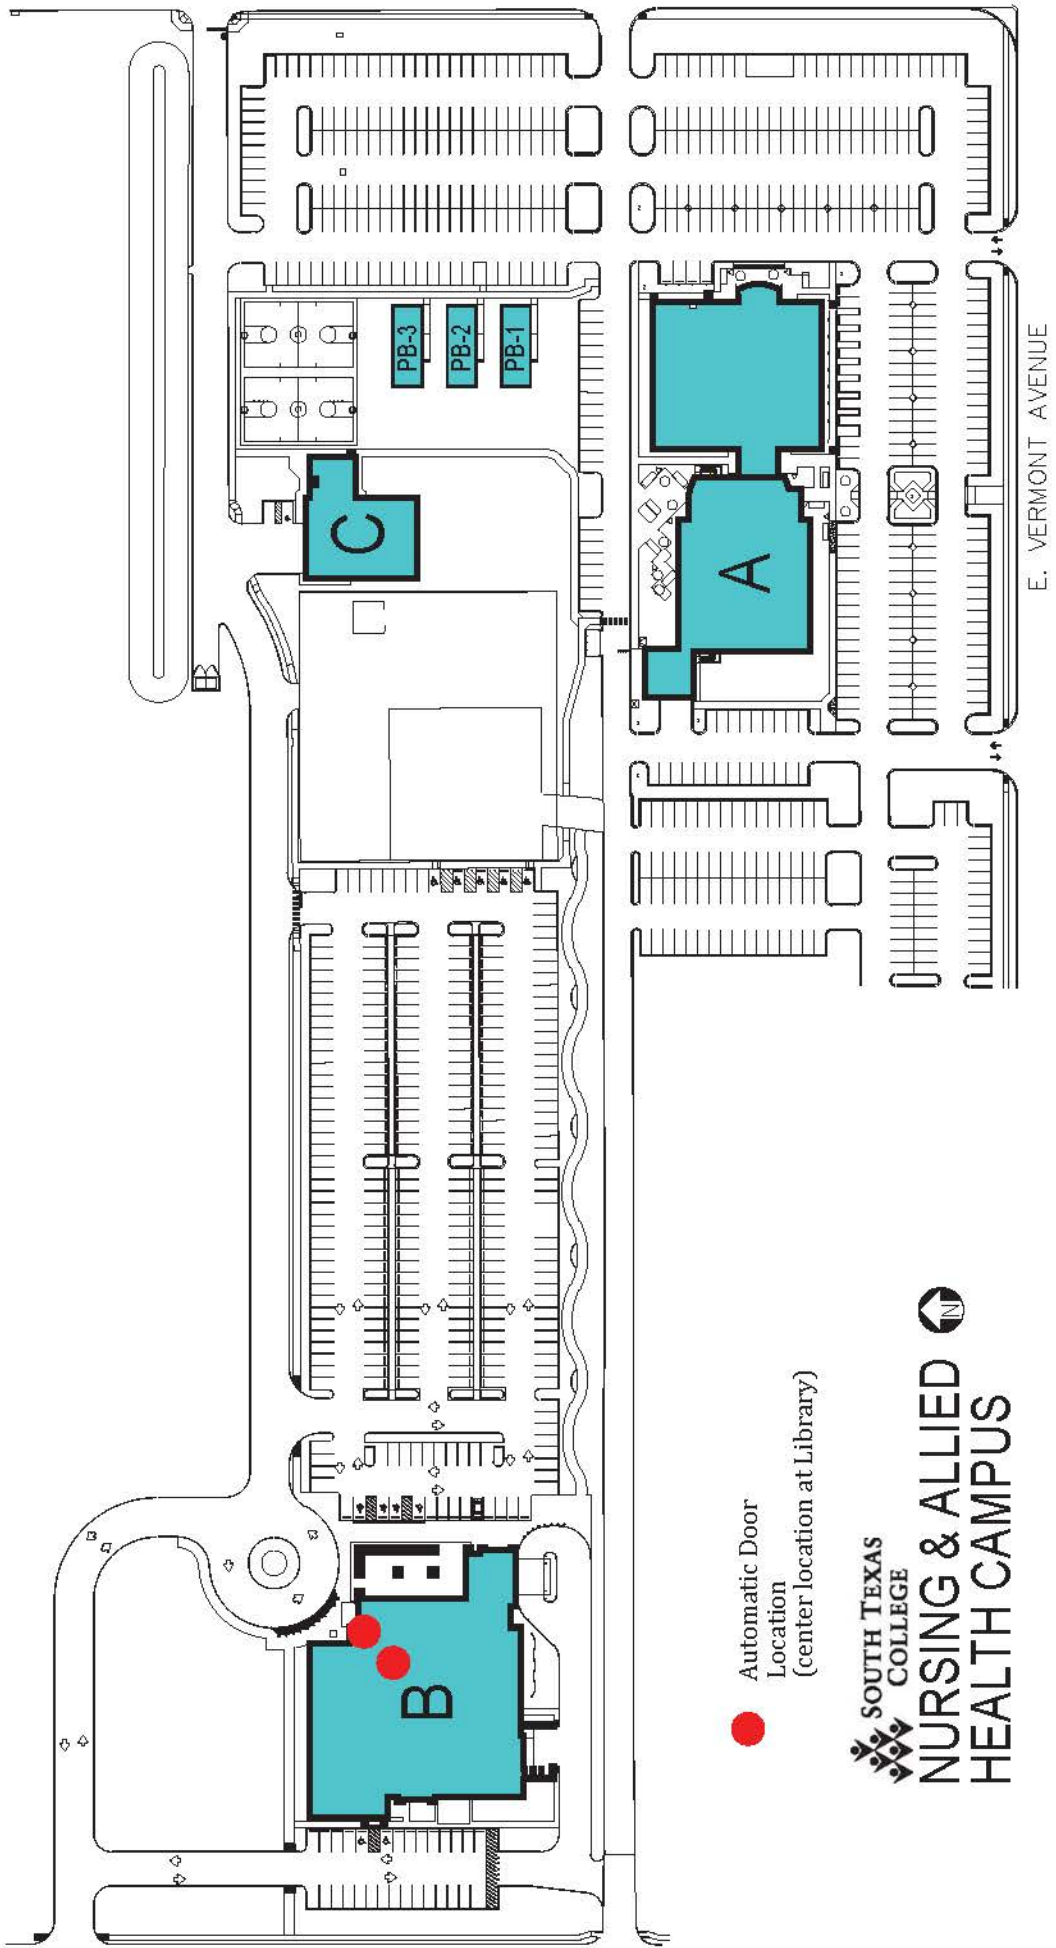 PB-3
PB-2
PB-1
C
A
B
E. VERMONT AVENUE
Automatic Door
Location
(center location at Library)
SOUTH TEXAS
COLLEGE
NURSING & ALLIED
HEALTH CAMPUS
N